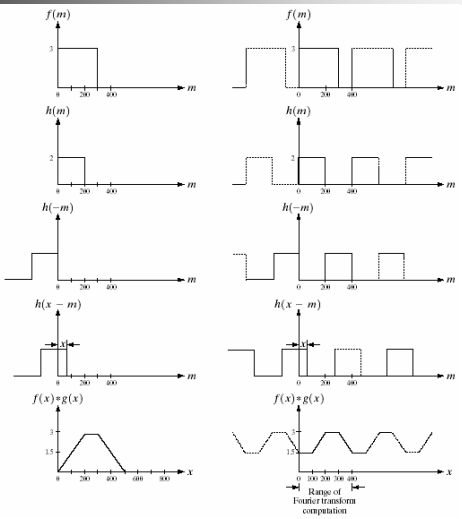 f(m) f(m)
3 3
m m
0 200 400 0 200 400
h(m) h(m)
2 2
m m
0 200 400 0 200 400
h(−m) h(−m)
m m
0 200 400 0 200 400
h(x − m) h(x − m)
x x
m m
0 200 400 0 200 400
f(x)*g(x) f(x)*g(x)
3 3
1.5 1.5
x x
0 200 400 600 800 0 100 200 300 400
Range of
Fourier transform
computation